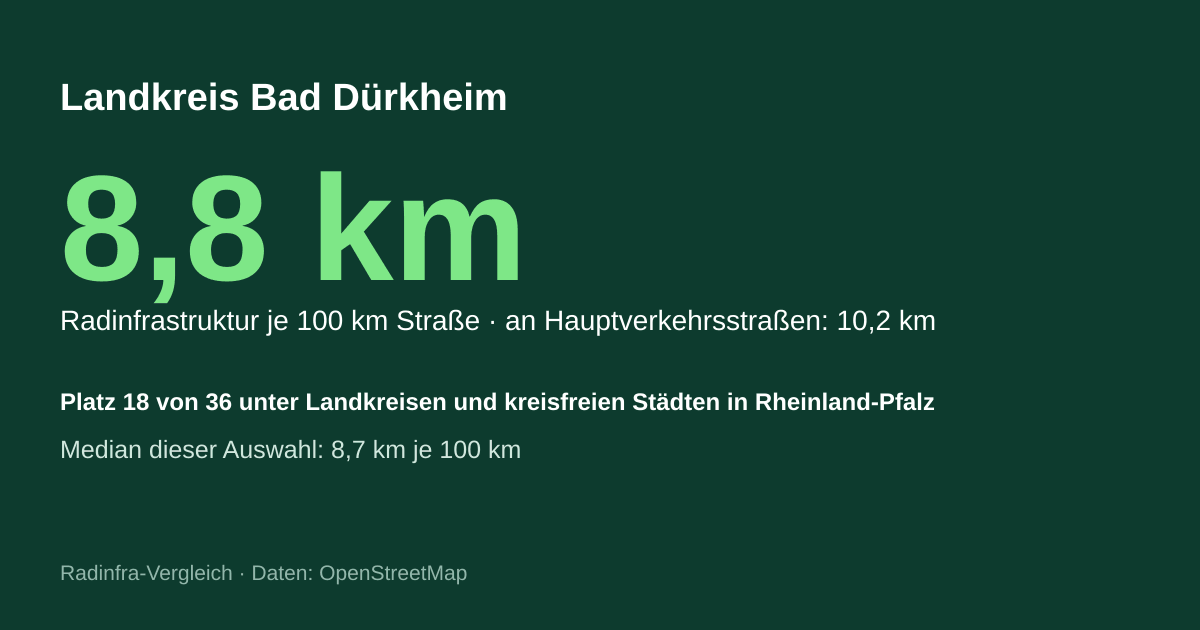 Landkreis Bad Dürkheim
8,8 km
Radinfrastruktur je 100 km Straße · an Hauptverkehrsstraßen: 10,2 km
Platz 18 von 36 unter Landkreisen und kreisfreien Städten in Rheinland-Pfalz
Median dieser Auswahl: 8,7 km je 100 km
Radinfra-Vergleich · Daten: OpenStreetMap